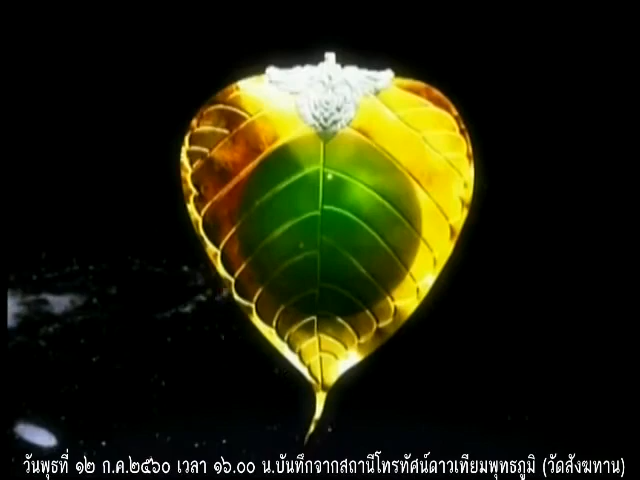 วันพุธที่ ๑๒ ก.ค.๒๕๖๐ เวลา ๑๖.๐๐ น.บันทึกจากสถานีโทรทัศน์ดาวเทียมพุทธภูมิ (วัดสังฆทาน)